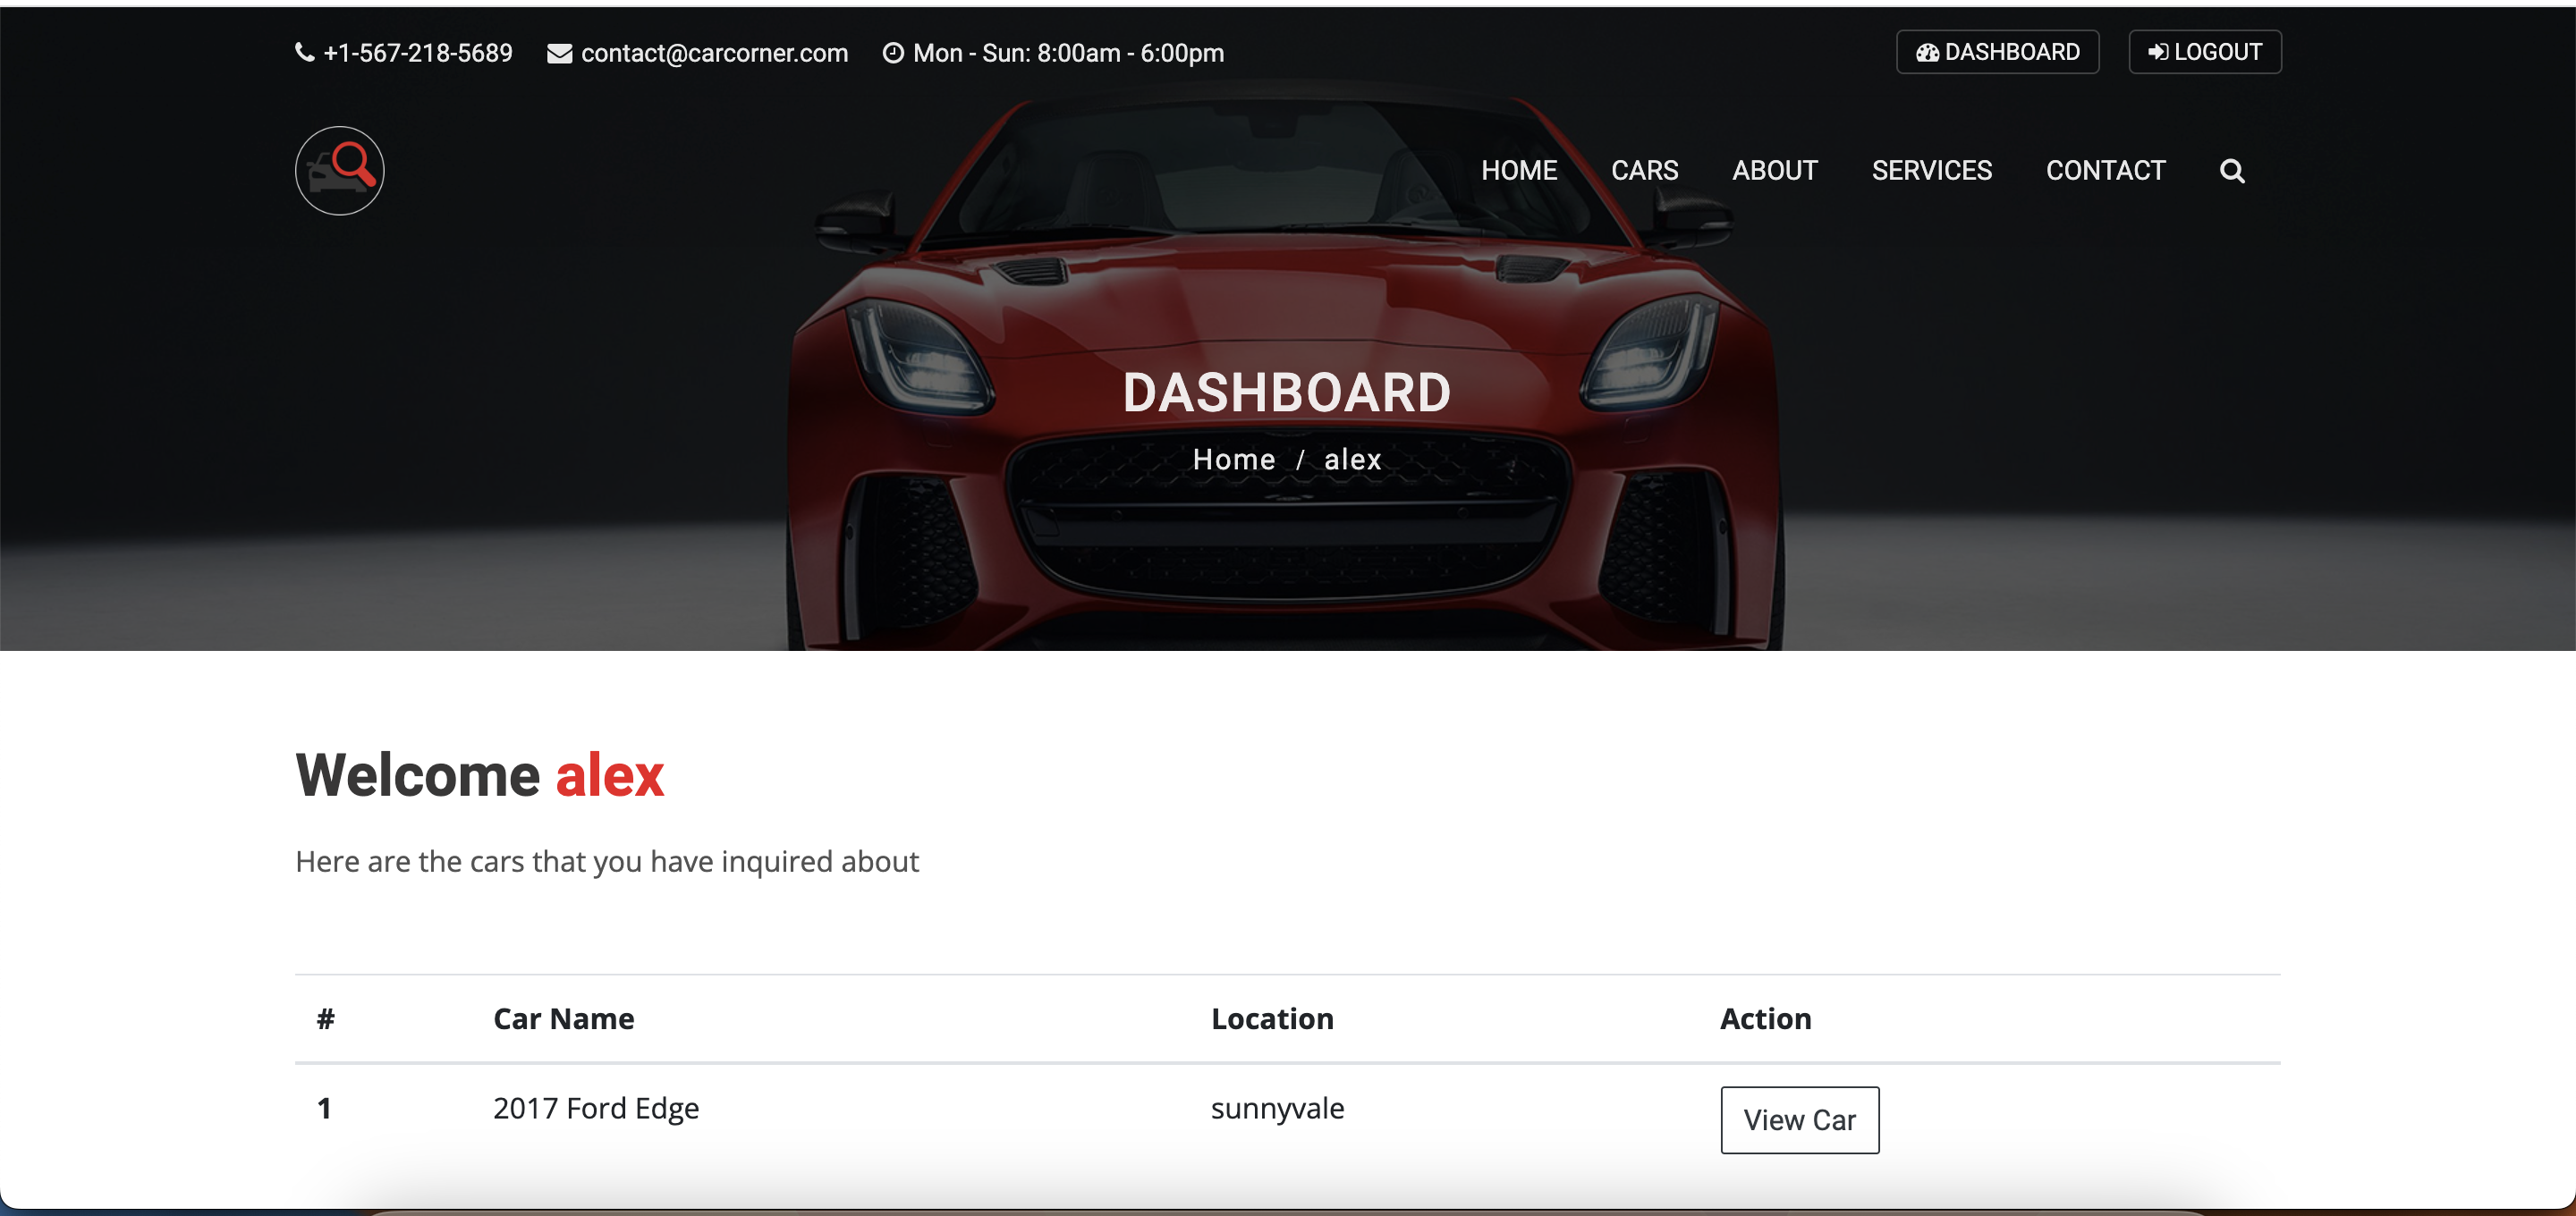 +1-567-218-5689 contact@carcorner.com Mon - Sun: 8:00am - 6:00pm DASHBOARD LOGOUT
HOME CARS ABOUT SERVICES CONTACT
DASHBOARD
Home / alex
Welcome alex
Here are the cars that you have inquired about
# Car Name Location Action
1 2017 Ford Edge sunnyvale View Car